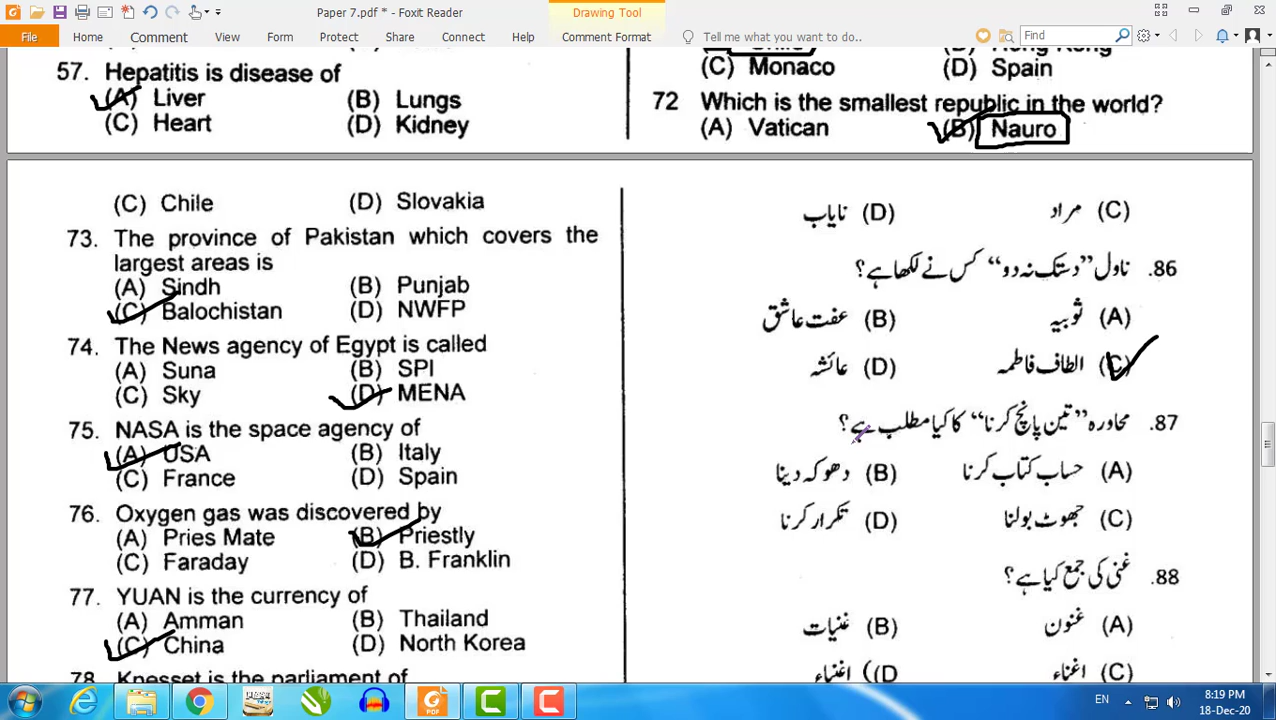 Paper 7.pdf * - Foxit Reader
Drawing Tool
File
Home
Comment
View
Form
Protect
Share
Connect
Help
Comment Format
Tell me what you want to do..
Find
57. Hepatitis is disease of
(A) Liver (B) Lungs
(C) Heart (D) Kidney
(C) Monaco (D) Spain
72 Which is the smallest republic in the world?
(A) Vatican (B) Nauro
(C) Chile (D) Slovakia
73. The province of Pakistan which covers the
largest areas is
(A) Sindh (B) Punjab
(C) Balochistan (D) NWFP
74. The News agency of Egypt is called
(A) Suna (B) SPI
(C) Sky (D) MENA
75. NASA is the space agency of
(A) USA (B) Italy
(C) France (D) Spain
76. Oxygen gas was discovered by
(A) Pries Mate (B) Priestly
(C) Faraday (D) B. Franklin
77. YUAN is the currency of
(A) Amman (B) Thailand
(C) China (D) North Korea
78. Knesset is the parliament of
(C) مراد (D) نایاب
86. ناول "دستک نہ دو" کس نے لکھا ہے؟
(A) ثوبیہ (B) عفت عاشق
(C) الطاف فاطمہ (D) عائشہ
87. محاورہ "تین پانچ کرنا" کا کیا مطلب ہے؟
(A) حساب کتاب کرنا (B) دھوکہ دینا
(C) جھوٹ بولنا (D) تکرار کرنا
88. غنی کی جمع کیا ہے؟
(A) غنون (B) غنیات
(C) اغناء (D) اغنیاء
EN
8:19 PM
18-Dec-20